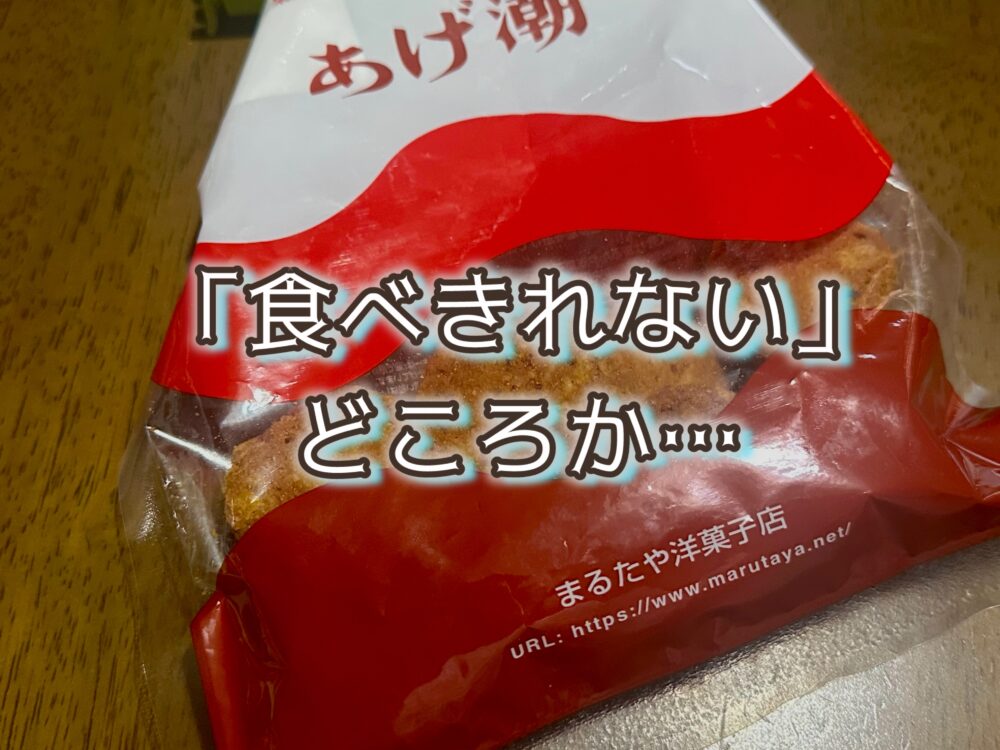 あげ潮
「食べきれない」
どころか…
まるたや洋菓子店
URL: https://www.marutaya.net/